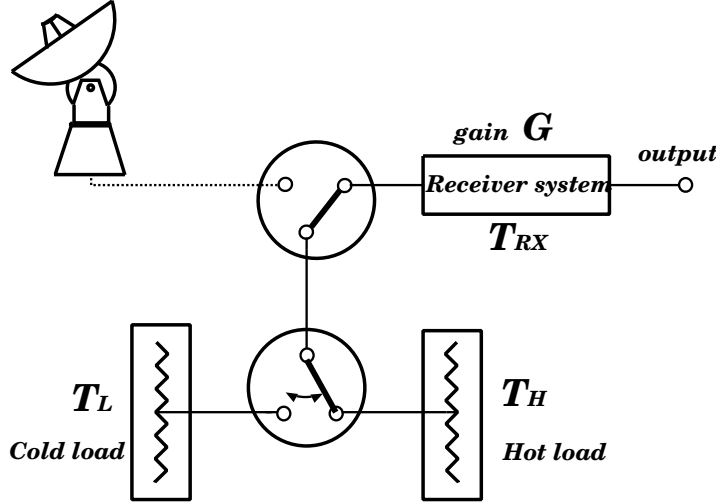 gain G
output
Receiver system
TRX
TL
TH
Cold load
Hot load